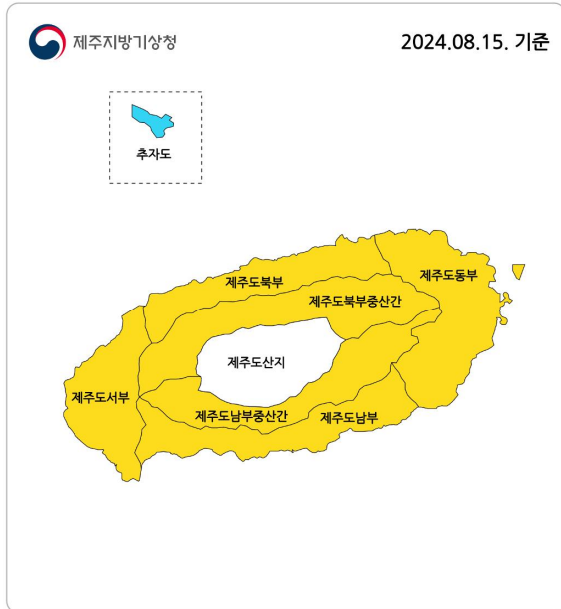 제주지방기상청
2024.08.15. 기준
추자도
제주도북부
제주도동부
제주도북부중산간
제주도산지
제주도서부
제주도남부중산간
제주도남부